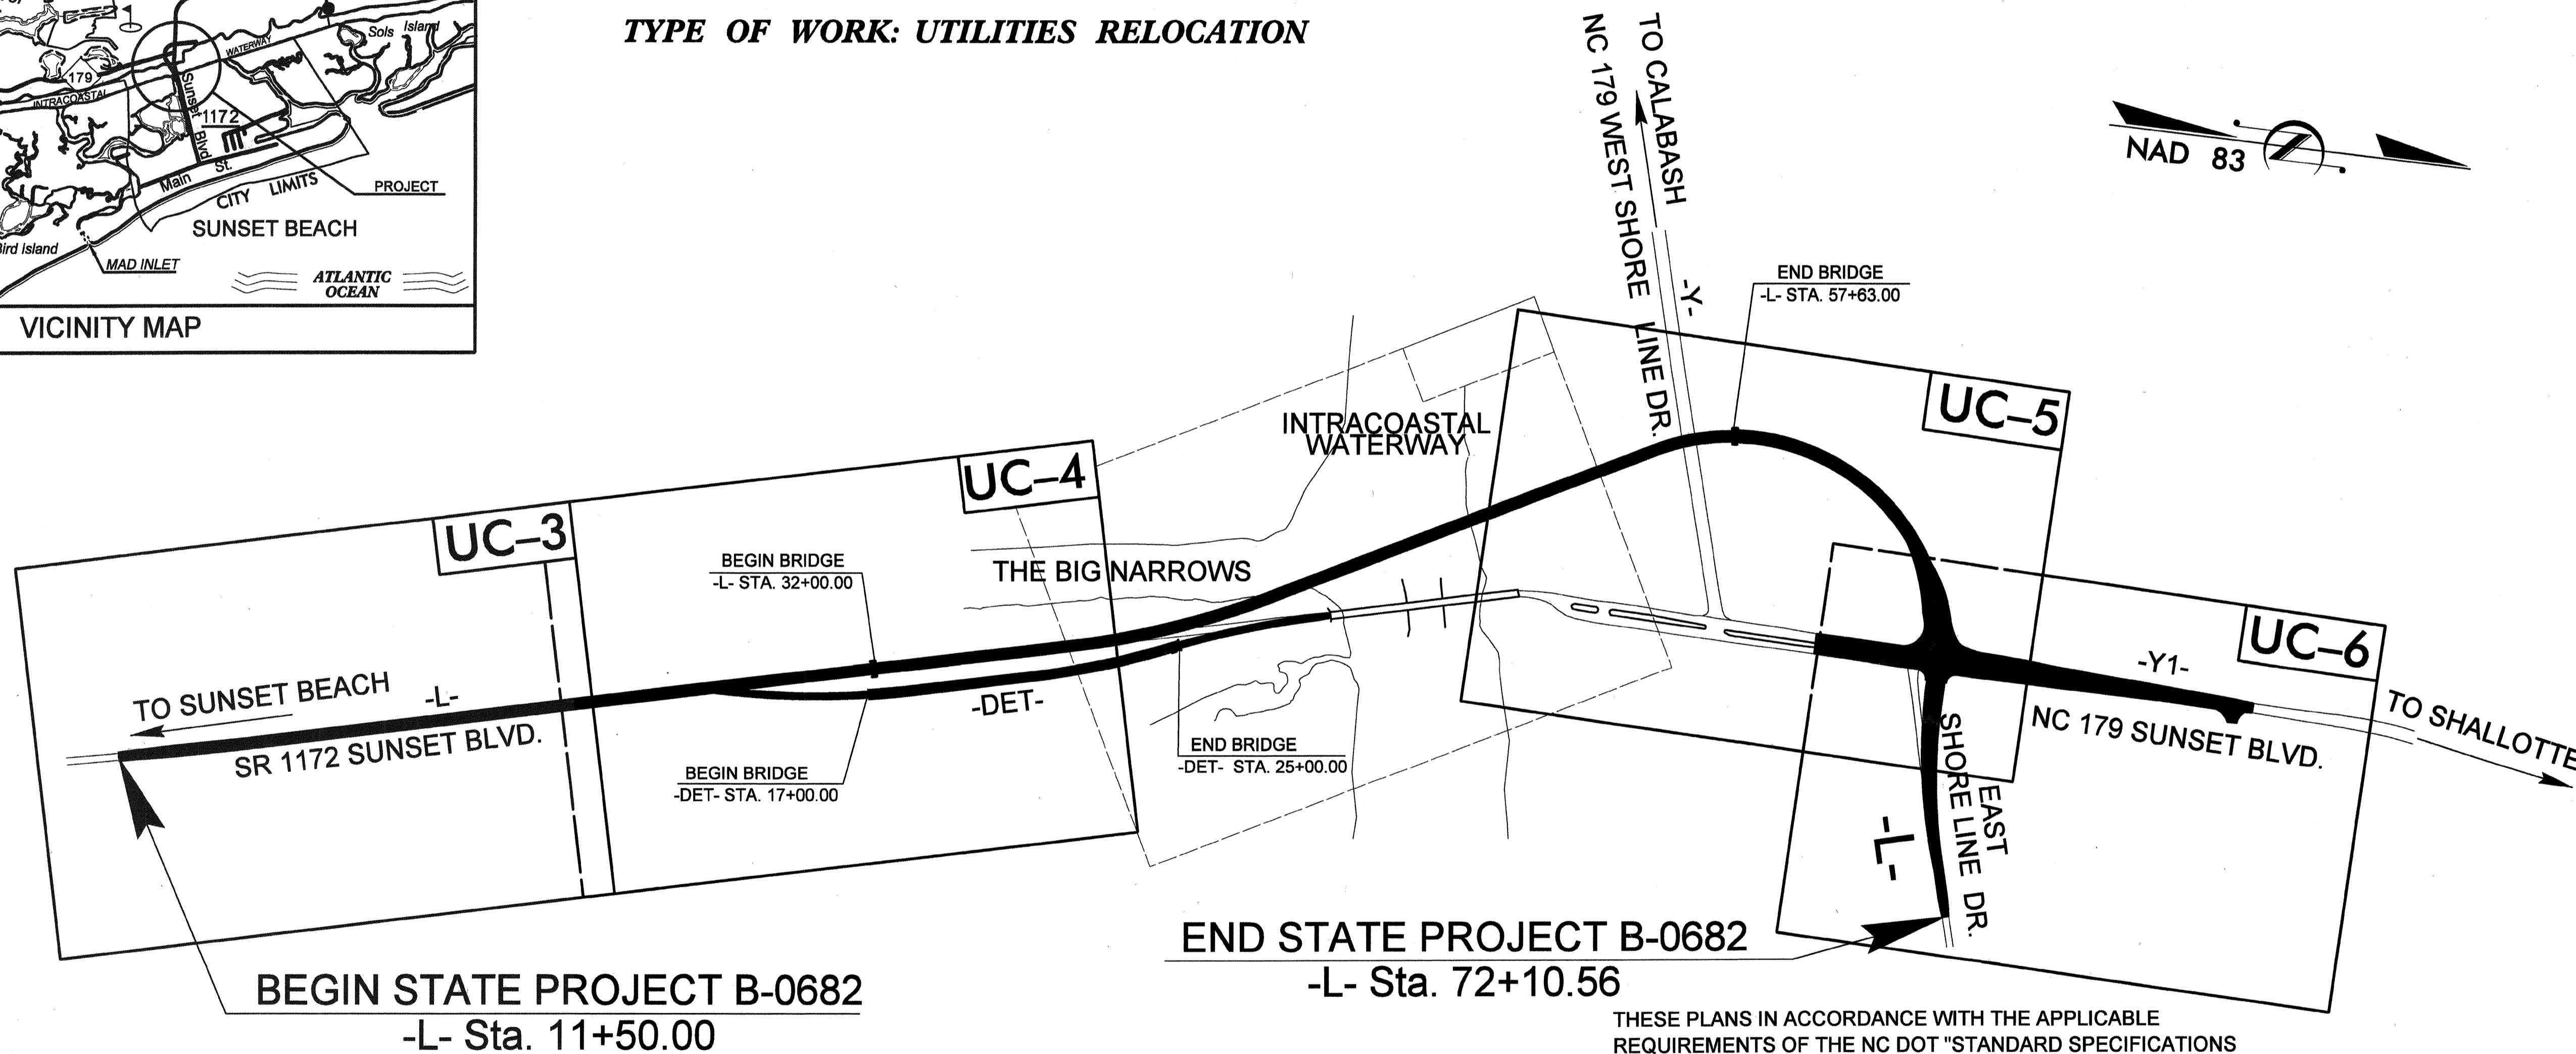 TYPE OF WORK: UTILITIES RELOCATION
Sols Island
WATERWAY
179
INTRACOASTAL
Sunset Blvd
1172
Main St.
CITY LIMITS
PROJECT
SUNSET BEACH
Bird Island
MAD INLET
ATLANTIC
OCEAN
VICINITY MAP
TO CALABASH
NC 179 WEST SHORE LINE DR.
-Y-
NAD 83
END BRIDGE
-L- STA. 57+63.00
UC-5
INTRACOASTAL
WATERWAY
UC-4
UC-3
BEGIN BRIDGE
-L- STA. 32+00.00
THE BIG NARROWS
UC-6
-Y1-
TO SUNSET BEACH
-L-
SR 1172 SUNSET BLVD.
-DET-
END BRIDGE
-DET- STA. 25+00.00
BEGIN BRIDGE
-DET- STA. 17+00.00
NC 179 SUNSET BLVD.
TO SHALLOTTE
EAST
SHORE LINE DR.
-L-
END STATE PROJECT B-0682
-L- Sta. 72+10.56
BEGIN STATE PROJECT B-0682
-L- Sta. 11+50.00
THESE PLANS IN ACCORDANCE WITH THE APPLICABLE
REQUIREMENTS OF THE NC DOT "STANDARD SPECIFICATIONS